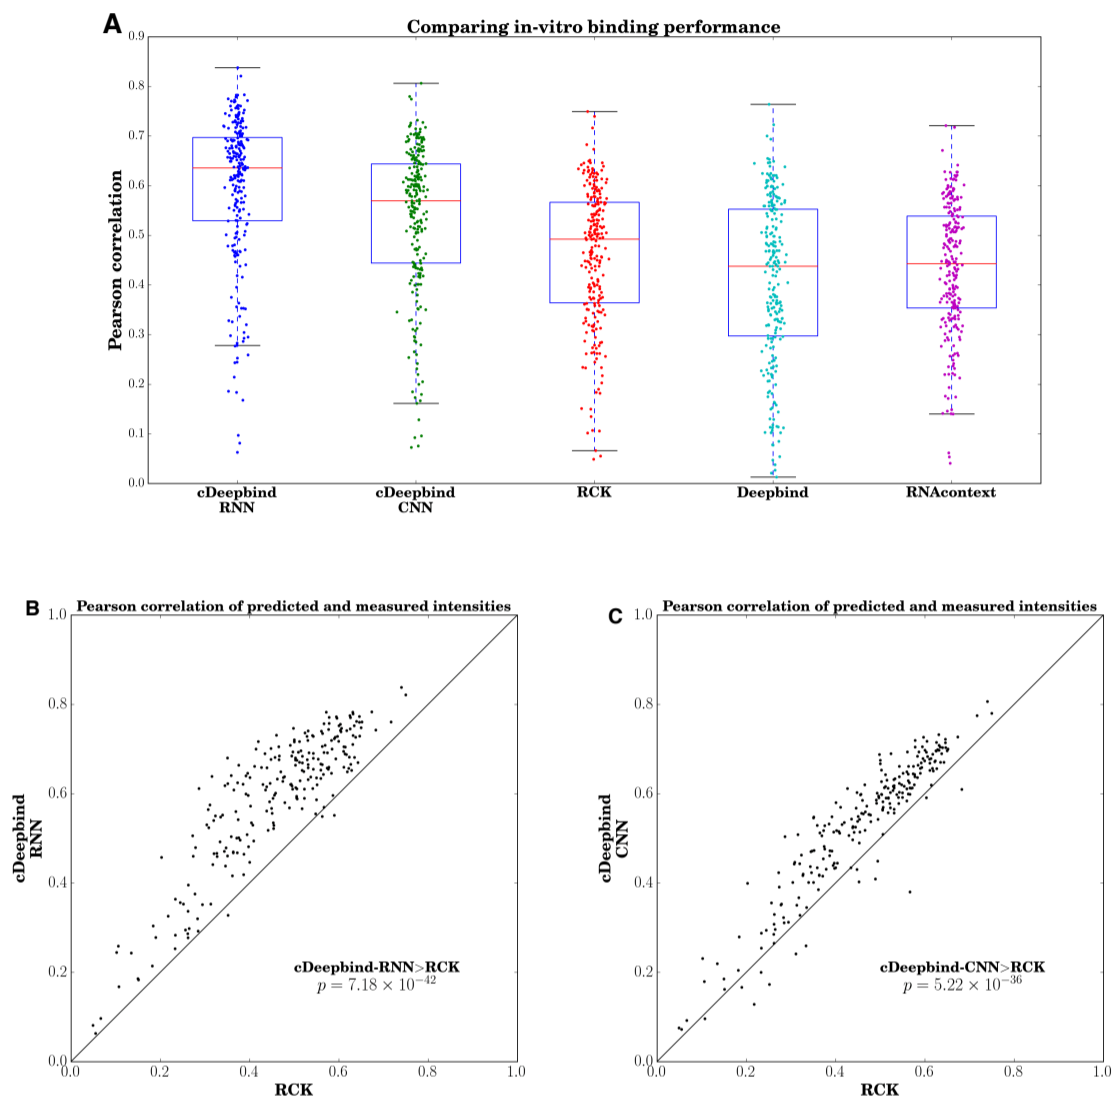 A
Comparing in-vitro binding performance
Pearson correlation
0.9
0.8
0.7
0.6
0.5
0.4
0.3
0.2
0.1
0.0
cDeepbind
RNN
cDeepbind
CNN
RCK
Deepbind
RNAcontext
B
Pearson correlation of predicted and measured intensities
cDeepbind
RNN
1.0
0.8
0.6
0.4
0.2
0.0
cDeepbind-RNN>RCK
p = 7.18 × 10⁻⁴²
0.0 0.2 0.4 0.6 0.8 1.0
RCK
C
Pearson correlation of predicted and measured intensities
cDeepbind
CNN
1.0
0.8
0.6
0.4
0.2
0.0
cDeepbind-CNN>RCK
p = 5.22 × 10⁻³⁶
0.0 0.2 0.4 0.6 0.8 1.0
RCK